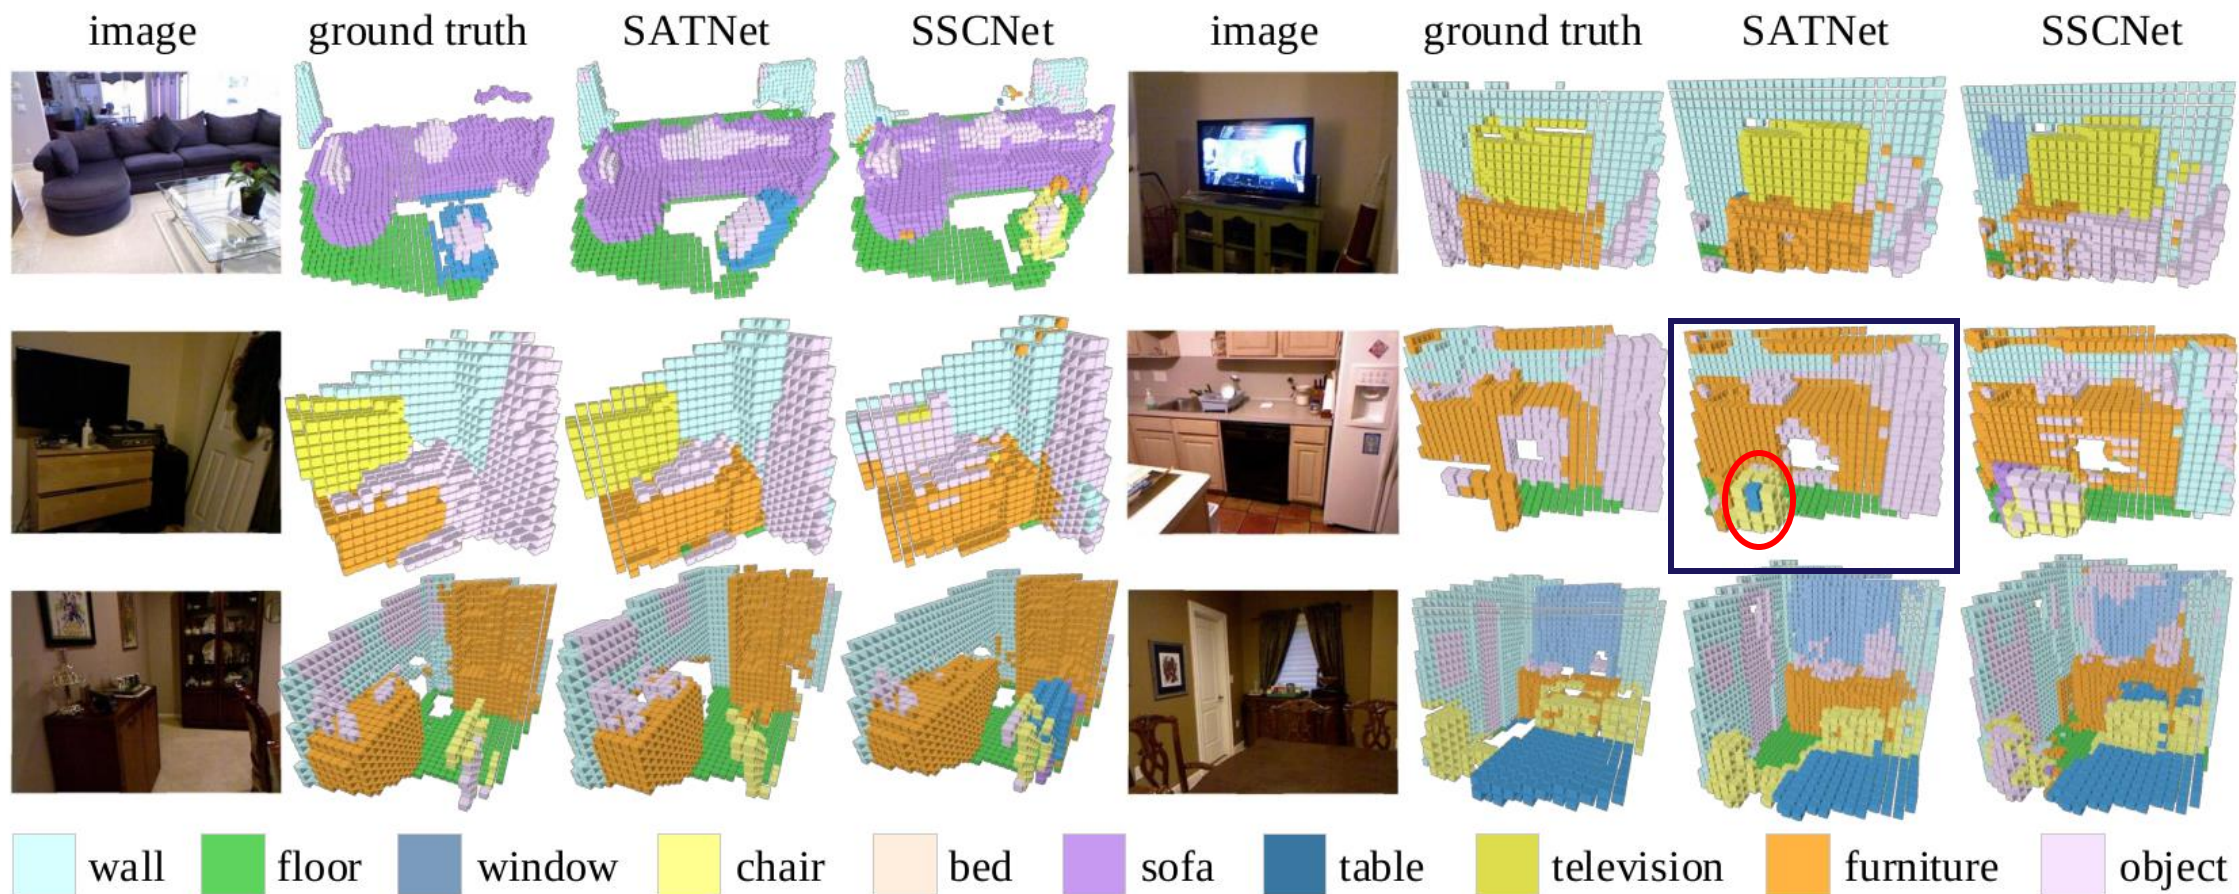 image ground truth SATNet SSCNet image ground truth SATNet SSCNet
wall floor window chair bed sofa table television furniture object